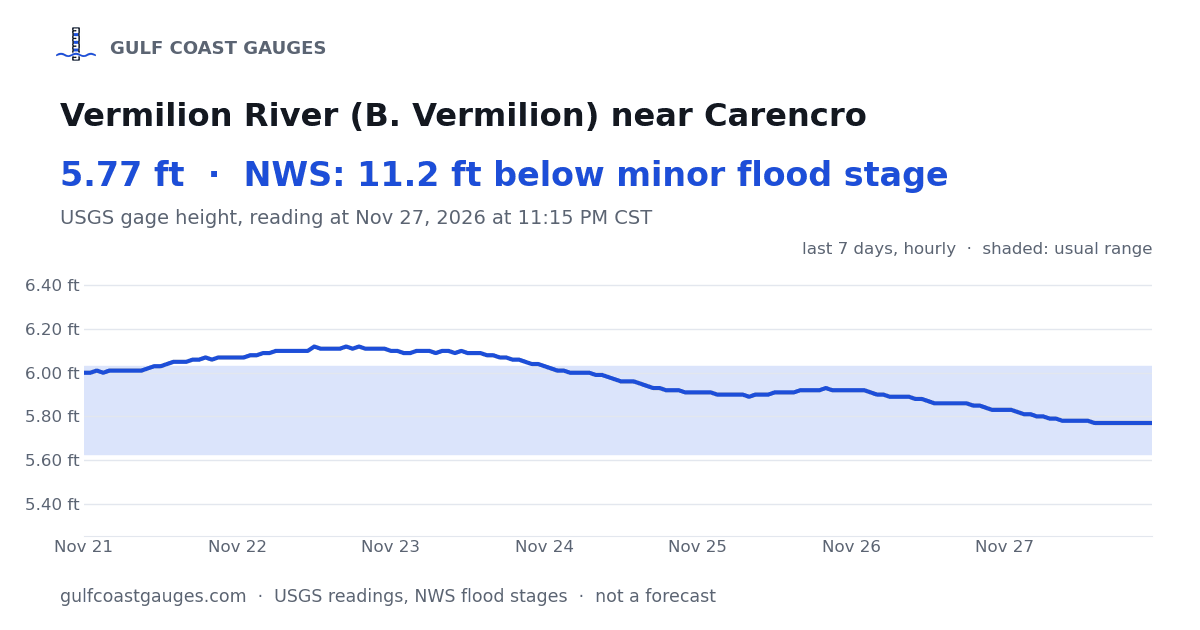 GULF COAST GAUGES
Vermilion River (B. Vermilion) near Carencro
5.77 ft · NWS: 11.2 ft below minor flood stage
USGS gage height, reading at Nov 27, 2026 at 11:15 PM CST
last 7 days, hourly · shaded: usual range
6.40 ft
6.20 ft
6.00 ft
5.80 ft
5.60 ft
5.40 ft
Nov 21 Nov 22 Nov 23 Nov 24 Nov 25 Nov 26 Nov 27
gulfcoastgauges.com · USGS readings, NWS flood stages · not a forecast